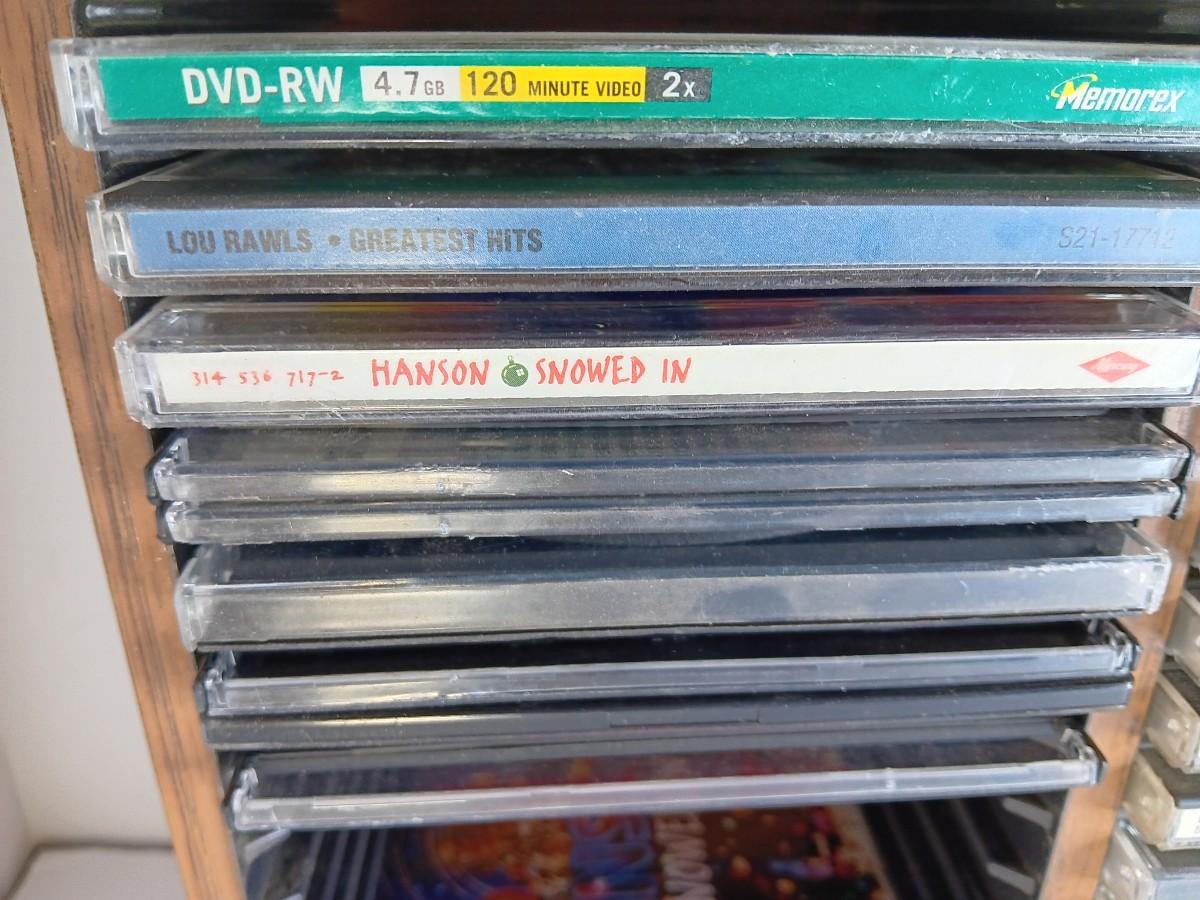 DVD-RW 4.7GB 120 MINUTE VIDEO 2x Memorex
LOU RAWLS • GREATEST HITS S21-17712
314 536 717-2 HANSON SNOWED IN Mercury